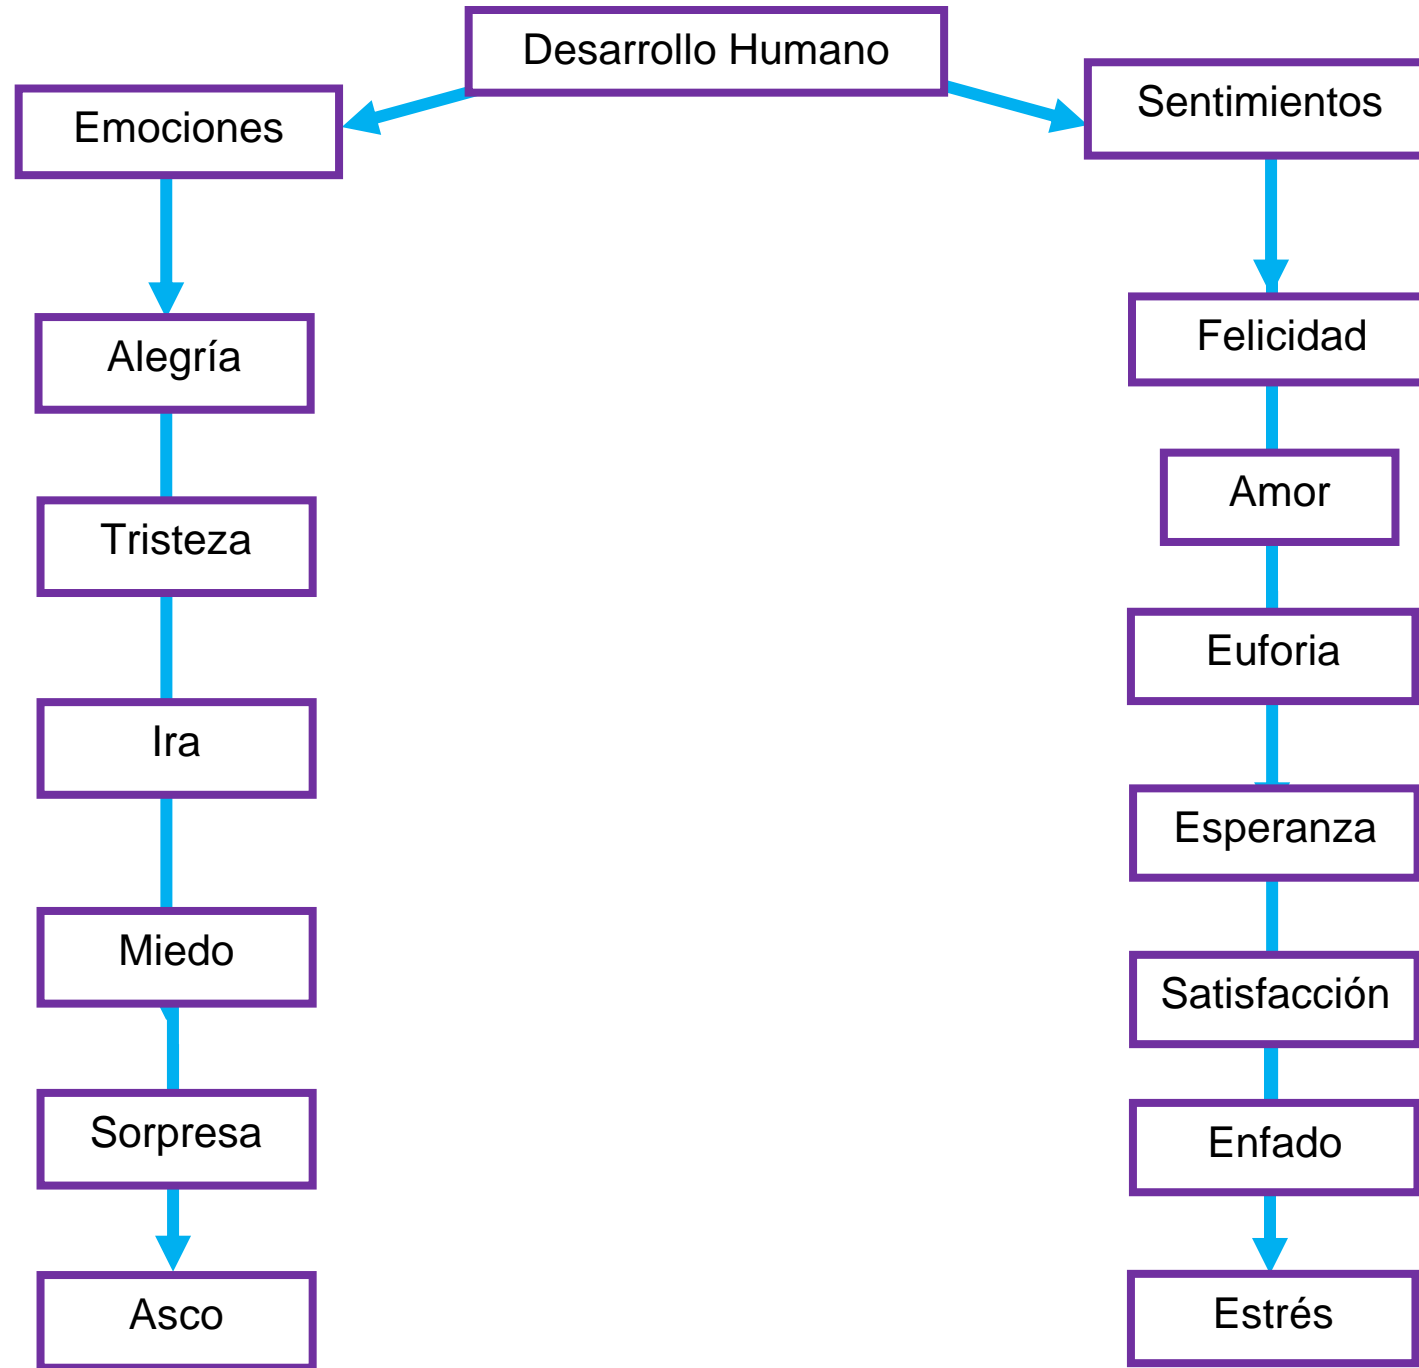 Desarrollo Humano
Emociones
Sentimientos
Alegría
Tristeza
Ira
Miedo
Sorpresa
Asco
Felicidad
Amor
Euforia
Esperanza
Satisfacción
Enfado
Estrés